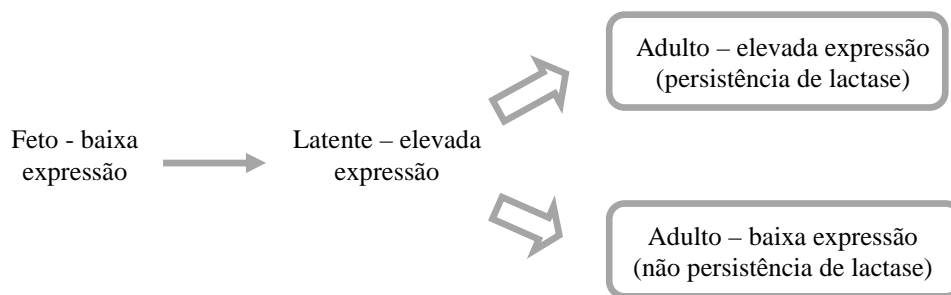 Feto - baixa
expressão
Latente – elevada
expressão
Adulto – elevada expressão
(persistência de lactase)
Adulto – baixa expressão
(não persistência de lactase)